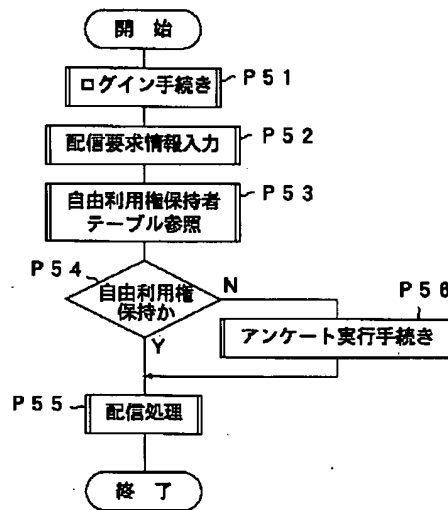 開 始
ログイン手続き
P51
配信要求情報入力
P52
自由利用権保持者
テーブル参照
P53
P54
自由利用権
保持か
N
Y
P56
アンケート実行手続き
P55
配信処理
終 了